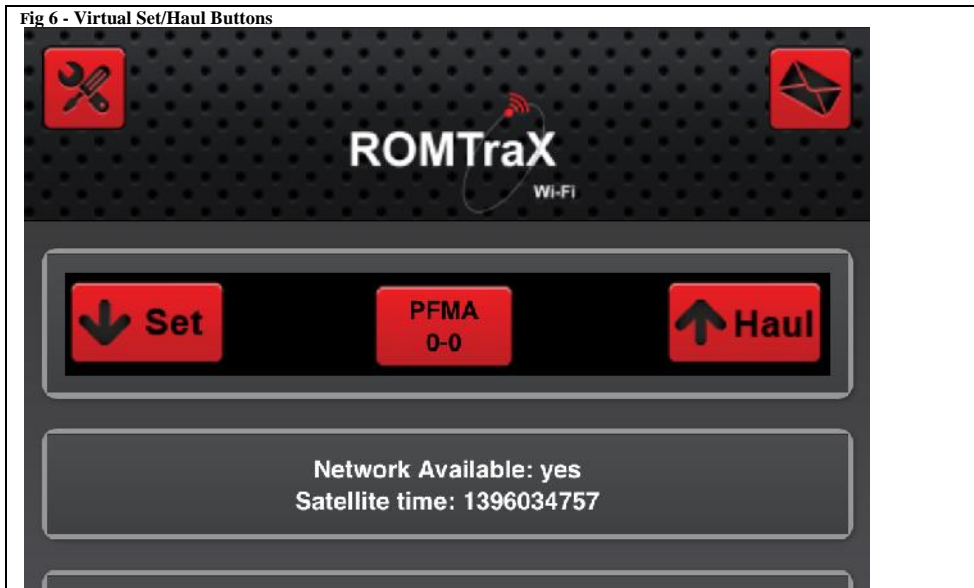 Fig 6 - Virtual Set/Haul Buttons
ROMTraX
Wi-Fi
Set
PFMA
0-0
Haul
Network Available: yes
Satellite time: 1396034757